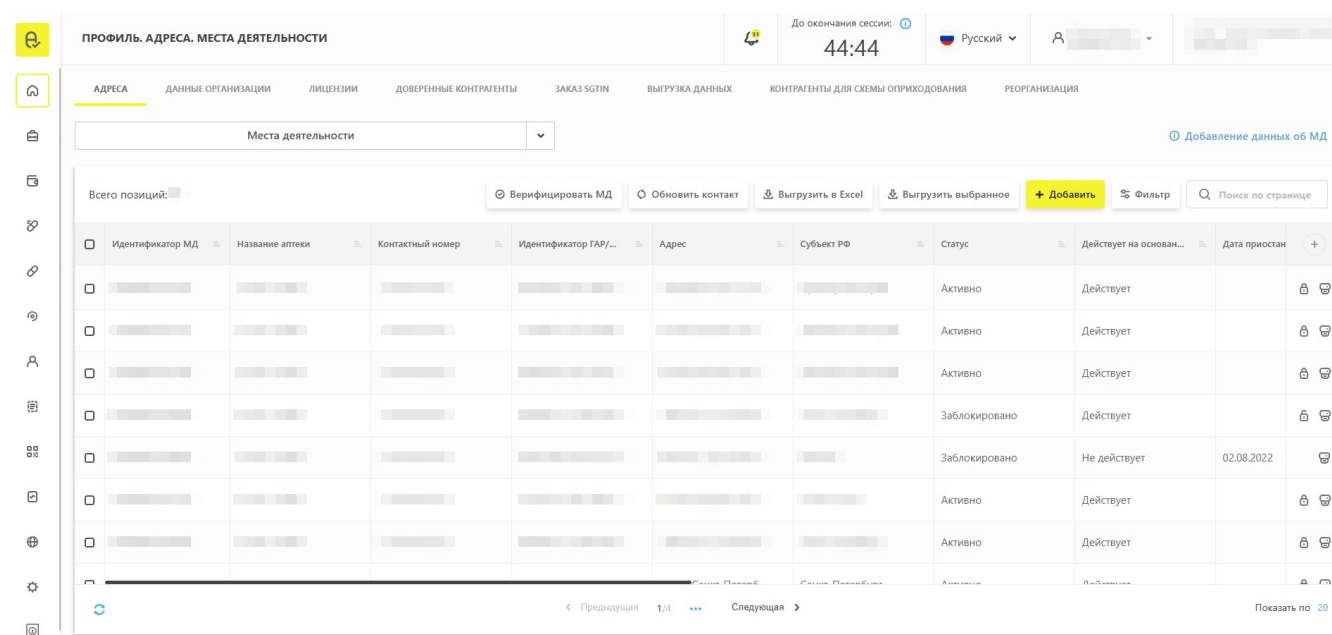 ПРОФИЛЬ. АДРЕСА. МЕСТА ДЕЯТЕЛЬНОСТИ
До окончания сессии:
44:44
Русский
АДРЕСА ДАННЫЕ ОРГАНИЗАЦИИ ЛИЦЕНЗИИ ДОВЕРЕННЫЕ КОНТРАГЕНТЫ ЗАКАЗ SGTIN ВЫГРУЗКА ДАННЫХ КОНТРАГЕНТЫ ДЛЯ СХЕМЫ ОПРИХОДОВАНИЯ РЕОРГАНИЗАЦИЯ
Места деятельности
Добавление данных об МД
Всего позиций: Верифицировать МД Обновить контакт Выгрузить в Excel Выгрузить выбранное + Добавить Фильтр Поиск по странице
Идентификатор МД Название аптеки Контактный номер Идентификатор ГАР/... Адрес Субъект РФ Статус Действует на основан... Дата приостан
Активно Действует
Активно Действует
Активно Действует
Заблокировано Действует
Заблокировано Не действует 02.08.2022
Активно Действует
Активно Действует
Предыдущая 1/4 Следующая Показать по 20